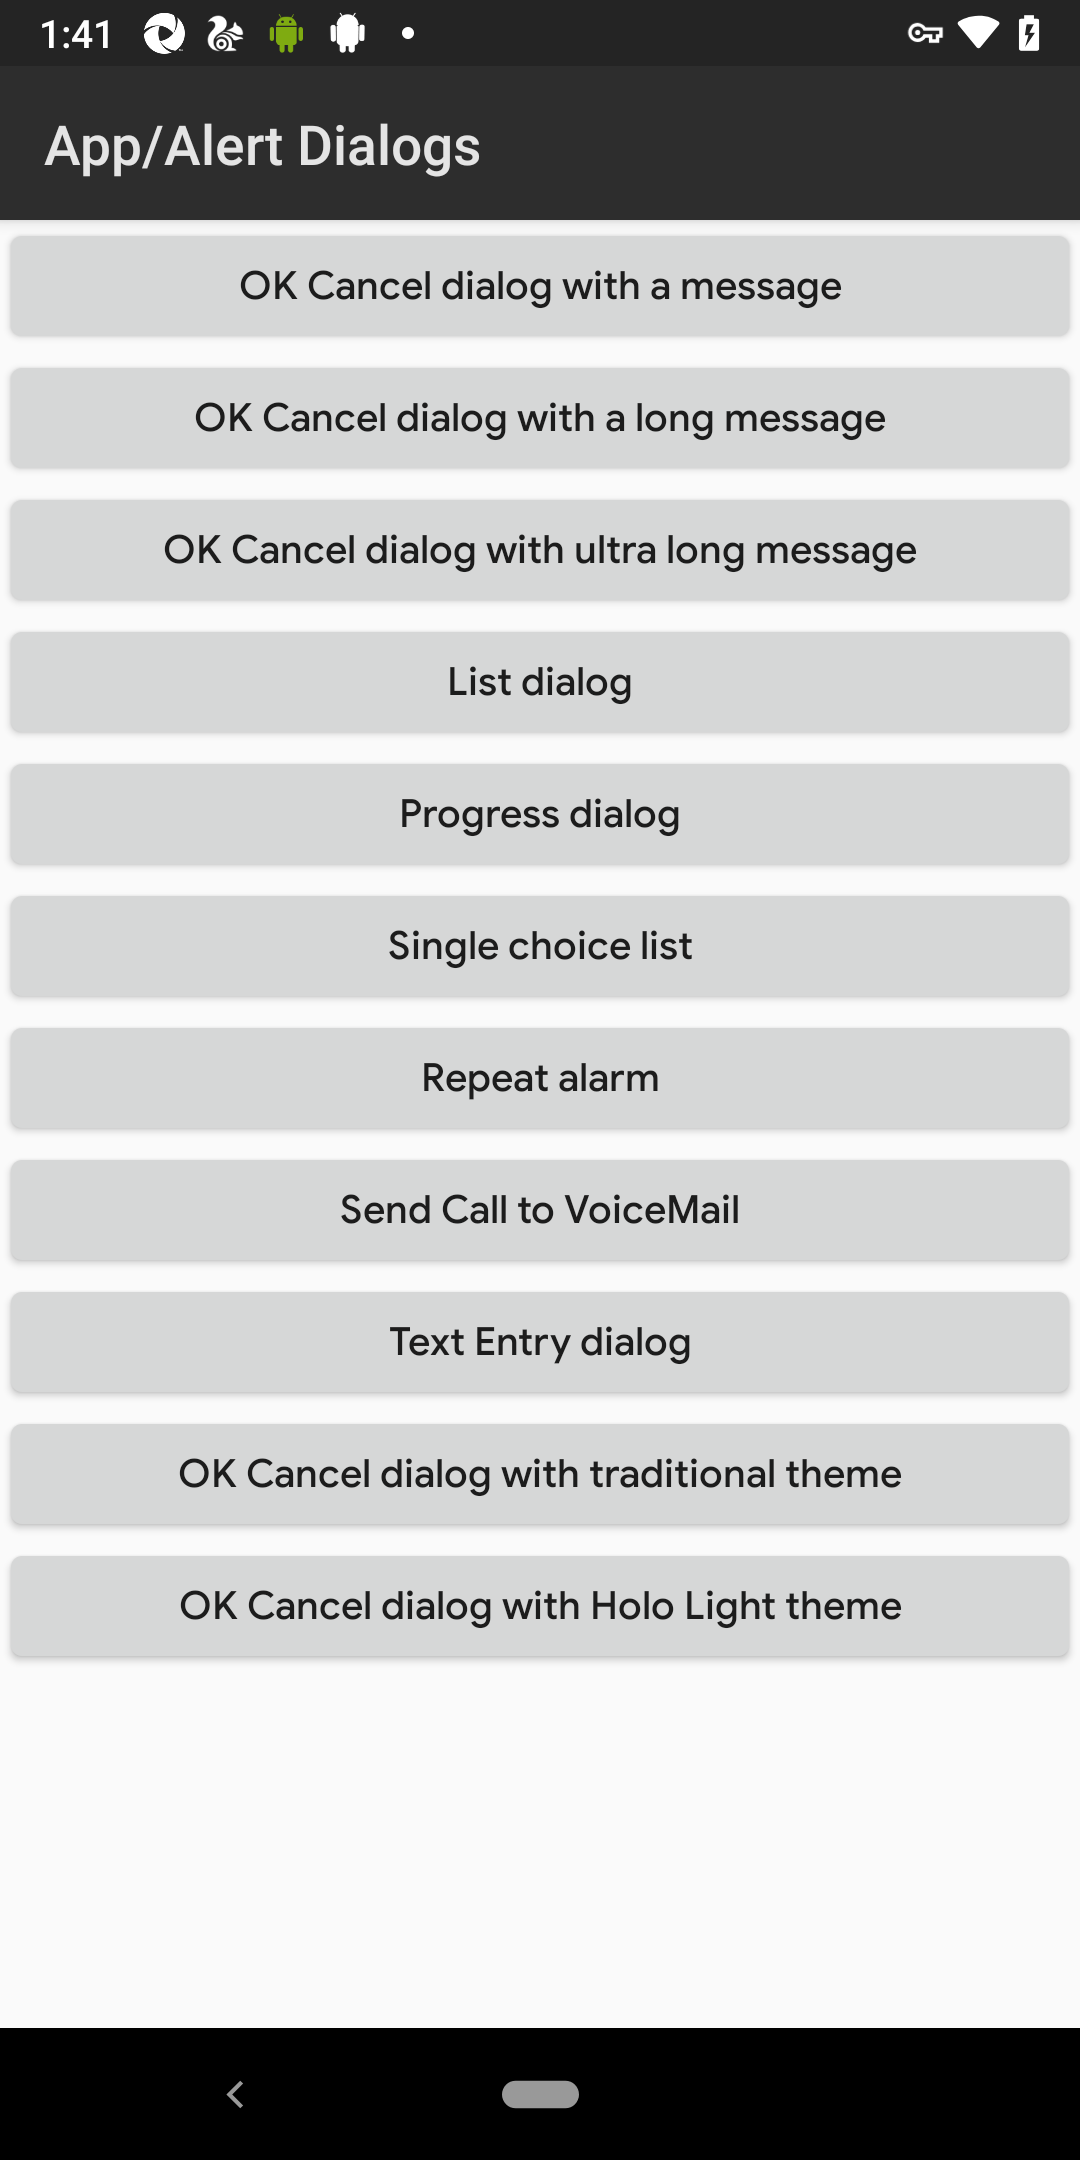 1:41
App/Alert Dialogs
OK Cancel dialog with a message
OK Cancel dialog with a long message
OK Cancel dialog with ultra long message
List dialog
Progress dialog
Single choice list
Repeat alarm
Send Call to VoiceMail
Text Entry dialog
OK Cancel dialog with traditional theme
OK Cancel dialog with Holo Light theme